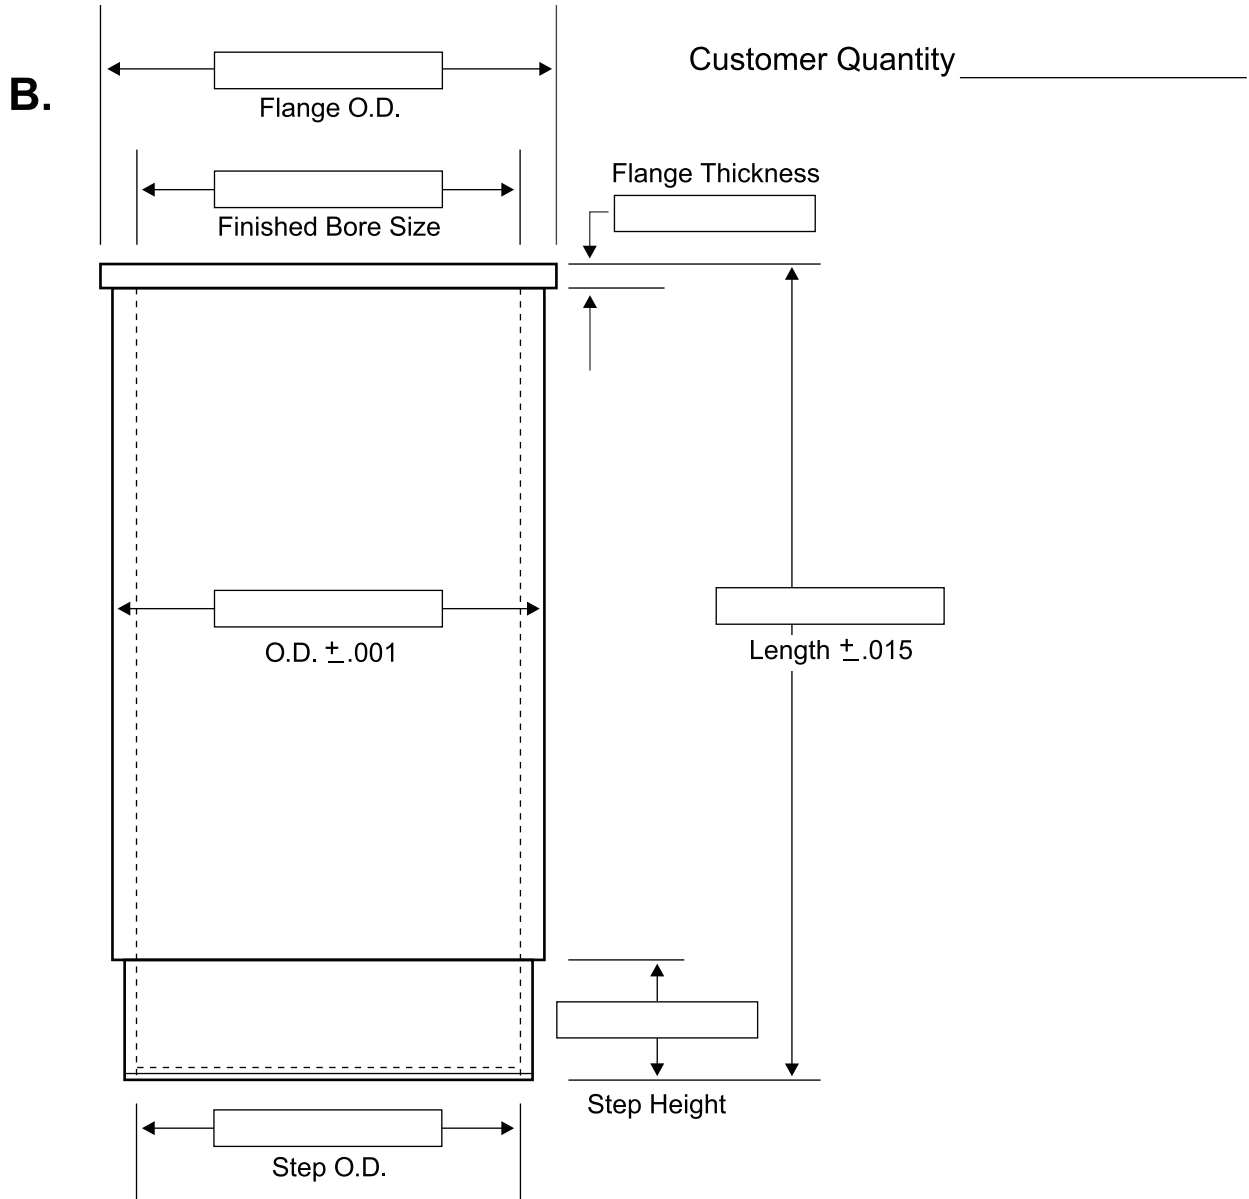 B.
Customer Quantity
Flange O.D.
Flange Thickness
Finished Bore Size
O.D. ± .001
Length ± .015
Step Height
Step O.D.